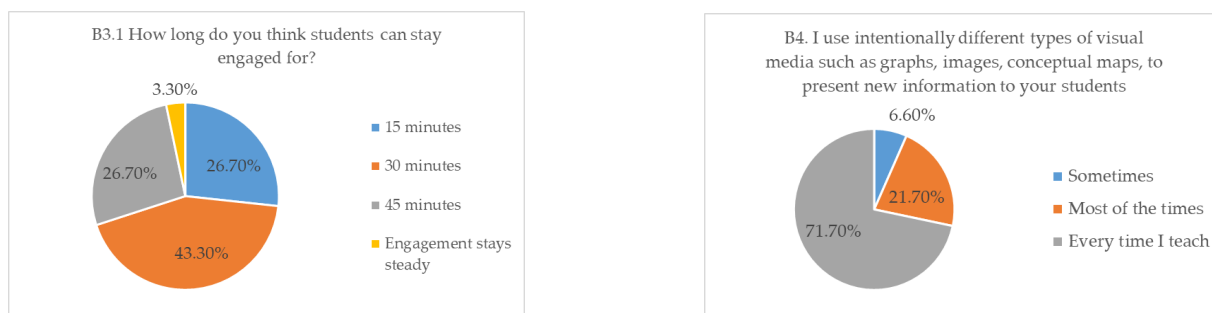 B3.1 How long do you think students can stay
engaged for?
3.30%
26.70%
26.70%
43.30%
15 minutes
30 minutes
45 minutes
Engagement stays
steady
B4. I use intentionally different types of visual
media such as graphs, images, conceptual maps, to
present new information to your students
6.60%
21.70%
71.70%
Sometimes
Most of the times
Every time I teach